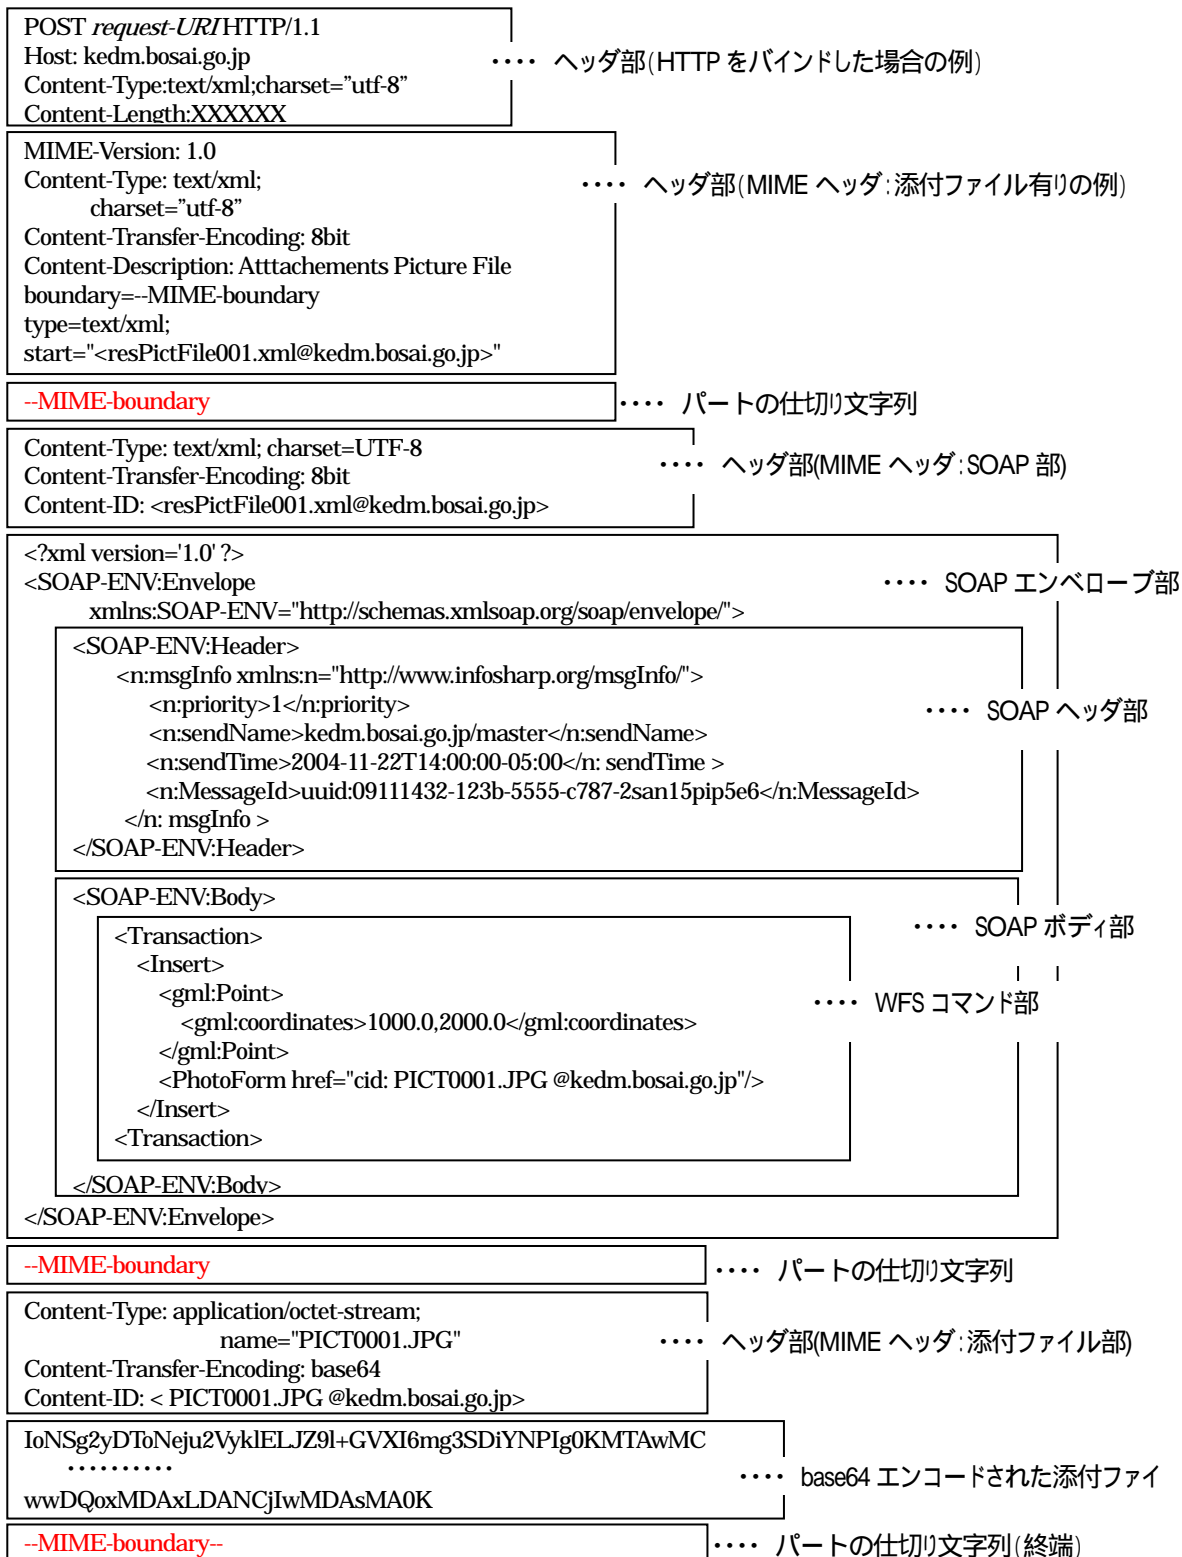 POST request-URI HTTP/1.1
Host: kedm.bosai.go.jp
・・・・ ヘッダ部(HTTP をバインドした場合の例)
Content-Type:text/xml;charset=”utf-8”
Content-Length:XXXXXX
MIME-Version: 1.0
Content-Type: text/xml;
・・・・ ヘッダ部(MIME ヘッダ：添付ファイル有りの例)
charset=”utf-8”
Content-Transfer-Encoding: 8bit
Content-Description: Atttachements Picture File
boundary=--MIME-boundary
type=text/xml;
start="<resPictFile001.xml@kedm.bosai.go.jp>"
--MIME-boundary
・・・・ パートの仕切り文字列
Content-Type: text/xml; charset=UTF-8
・・・・ ヘッダ部(MIME ヘッダ：SOAP 部)
Content-Transfer-Encoding: 8bit
Content-ID: <resPictFile001.xml@kedm.bosai.go.jp>
<?xml version='1.0' ?>
<SOAP-ENV:Envelope
・・・・ SOAP エンベローブ部
xmlns:SOAP-ENV="http://schemas.xmlsoap.org/soap/envelope/">
<SOAP-ENV:Header>
<n:msgInfo xmlns:n="http://www.infosharp.org/msgInfo/">
<n:priority>1</n:priority>
・・・・ SOAP ヘッダ部
<n:sendName>kedm.bosai.go.jp/master</n:sendName>
<n:sendTime>2004-11-22T14:00:00-05:00</n: sendTime >
<n:MessageId>uuid:09111432-123b-5555-c787-2san15pip5e6</n:MessageId>
</n: msgInfo >
</SOAP-ENV:Header>
<SOAP-ENV:Body>
・・・・ SOAP ボディ部
<Transaction>
<Insert>
<gml:Point>
・・・・ WFS コマンド部
<gml:coordinates>1000.0,2000.0</gml:coordinates>
</gml:Point>
<PhotoForm href="cid: PICT0001.JPG @kedm.bosai.go.jp"/>
</Insert>
<Transaction>
</SOAP-ENV:Body>
</SOAP-ENV:Envelope>
--MIME-boundary
・・・・ パートの仕切り文字列
Content-Type: application/octet-stream;
name="PICT0001.JPG"
・・・・ ヘッダ部(MIME ヘッダ：添付ファイル部)
Content-Transfer-Encoding: base64
Content-ID: < PICT0001.JPG @kedm.bosai.go.jp>
IoNSg2yDToNeju2VyklELJZ9l+GVXI6mg3SDiYNPIg0KMTAwMC
・・・・・・・・・・
・・・・ base64 エンコードされた添付ファイ
wwDQoxMDAxLDANCjIwMDAsMA0K
--MIME-boundary--
・・・・ パートの仕切り文字列(終端)